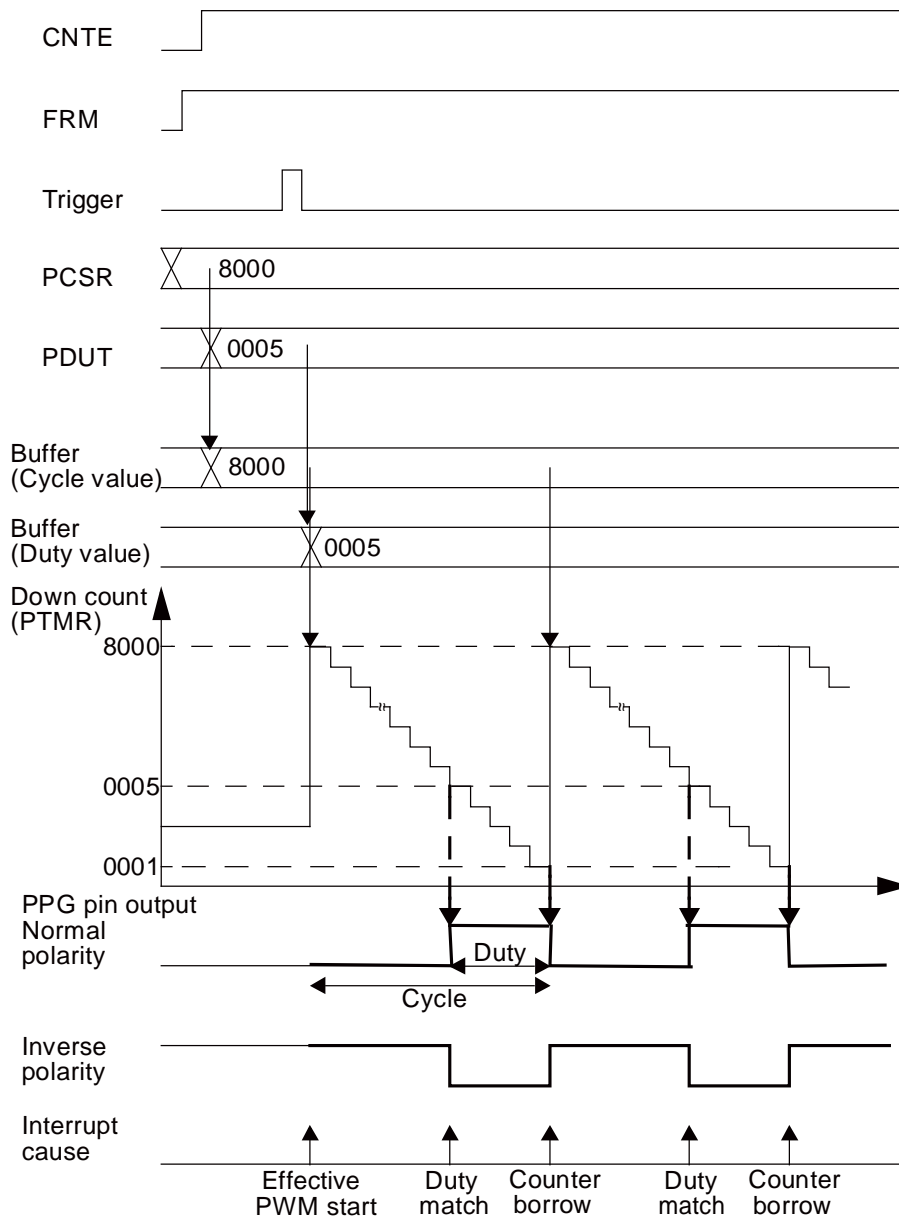 CNTE
FRM
Trigger
PCSR
8000
PDUT
0005
Buffer
(Cycle value)
8000
Buffer
(Duty value)
0005
Down count
(PTMR)
8000
0005
0001
PPG pin output
Normal
polarity
Duty
Cycle
Inverse
polarity
Interrupt
cause
Effective
PWM start
Duty
match
Counter
borrow
Duty
match
Counter
borrow